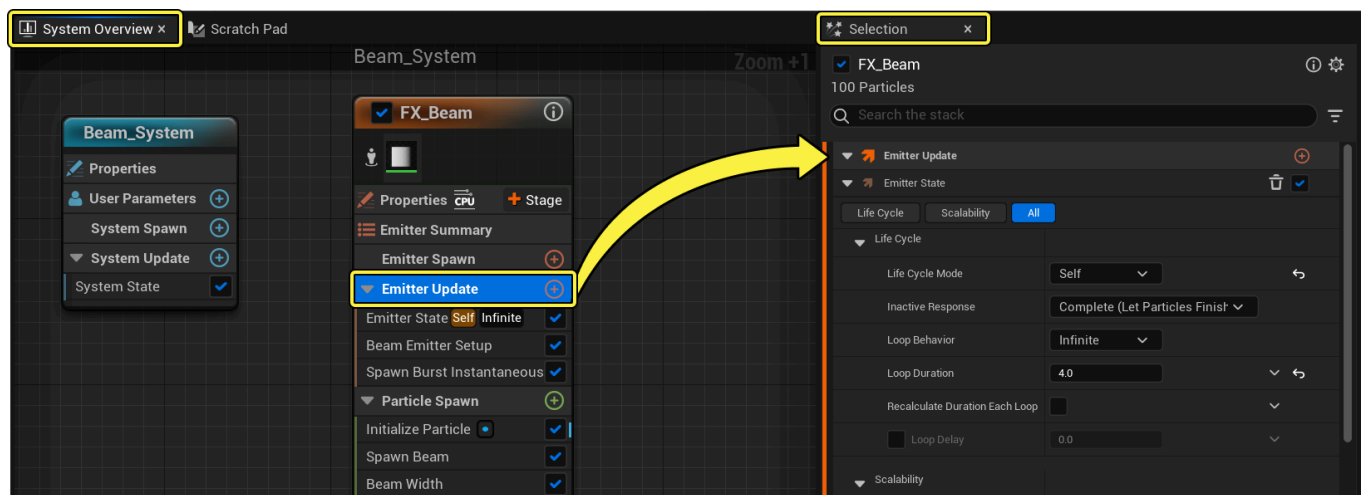 System Overview ×
Scratch Pad
Selection ×
Beam_System
Zoom +1
Beam_System
Properties
User Parameters
System Spawn
System Update
System State
FX_Beam
Properties CPU + Stage
Emitter Summary
Emitter Spawn
Emitter Update
Emitter State Self Infinite
Beam Emitter Setup
Spawn Burst Instantaneous
Particle Spawn
Initialize Particle
Spawn Beam
Beam Width
FX_Beam
100 Particles
Search the stack
Emitter Update
Emitter State
Life Cycle Scalability All
Life Cycle
Life Cycle Mode Self
Inactive Response Complete (Let Particles Finish
Loop Behavior Infinite
Loop Duration 4.0
Recalculate Duration Each Loop
Loop Delay 0.0
Scalability